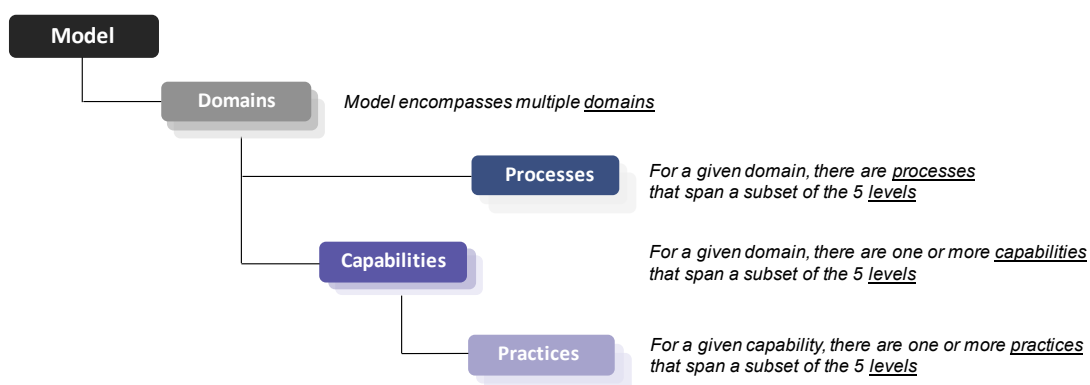 Model
Domains
Model encompasses multiple domains
Processes
For a given domain, there are processes
that span a subset of the 5 levels
Capabilities
For a given domain, there are one or more capabilities
that span a subset of the 5 levels
Practices
For a given capability, there are one or more practices
that span a subset of the 5 levels